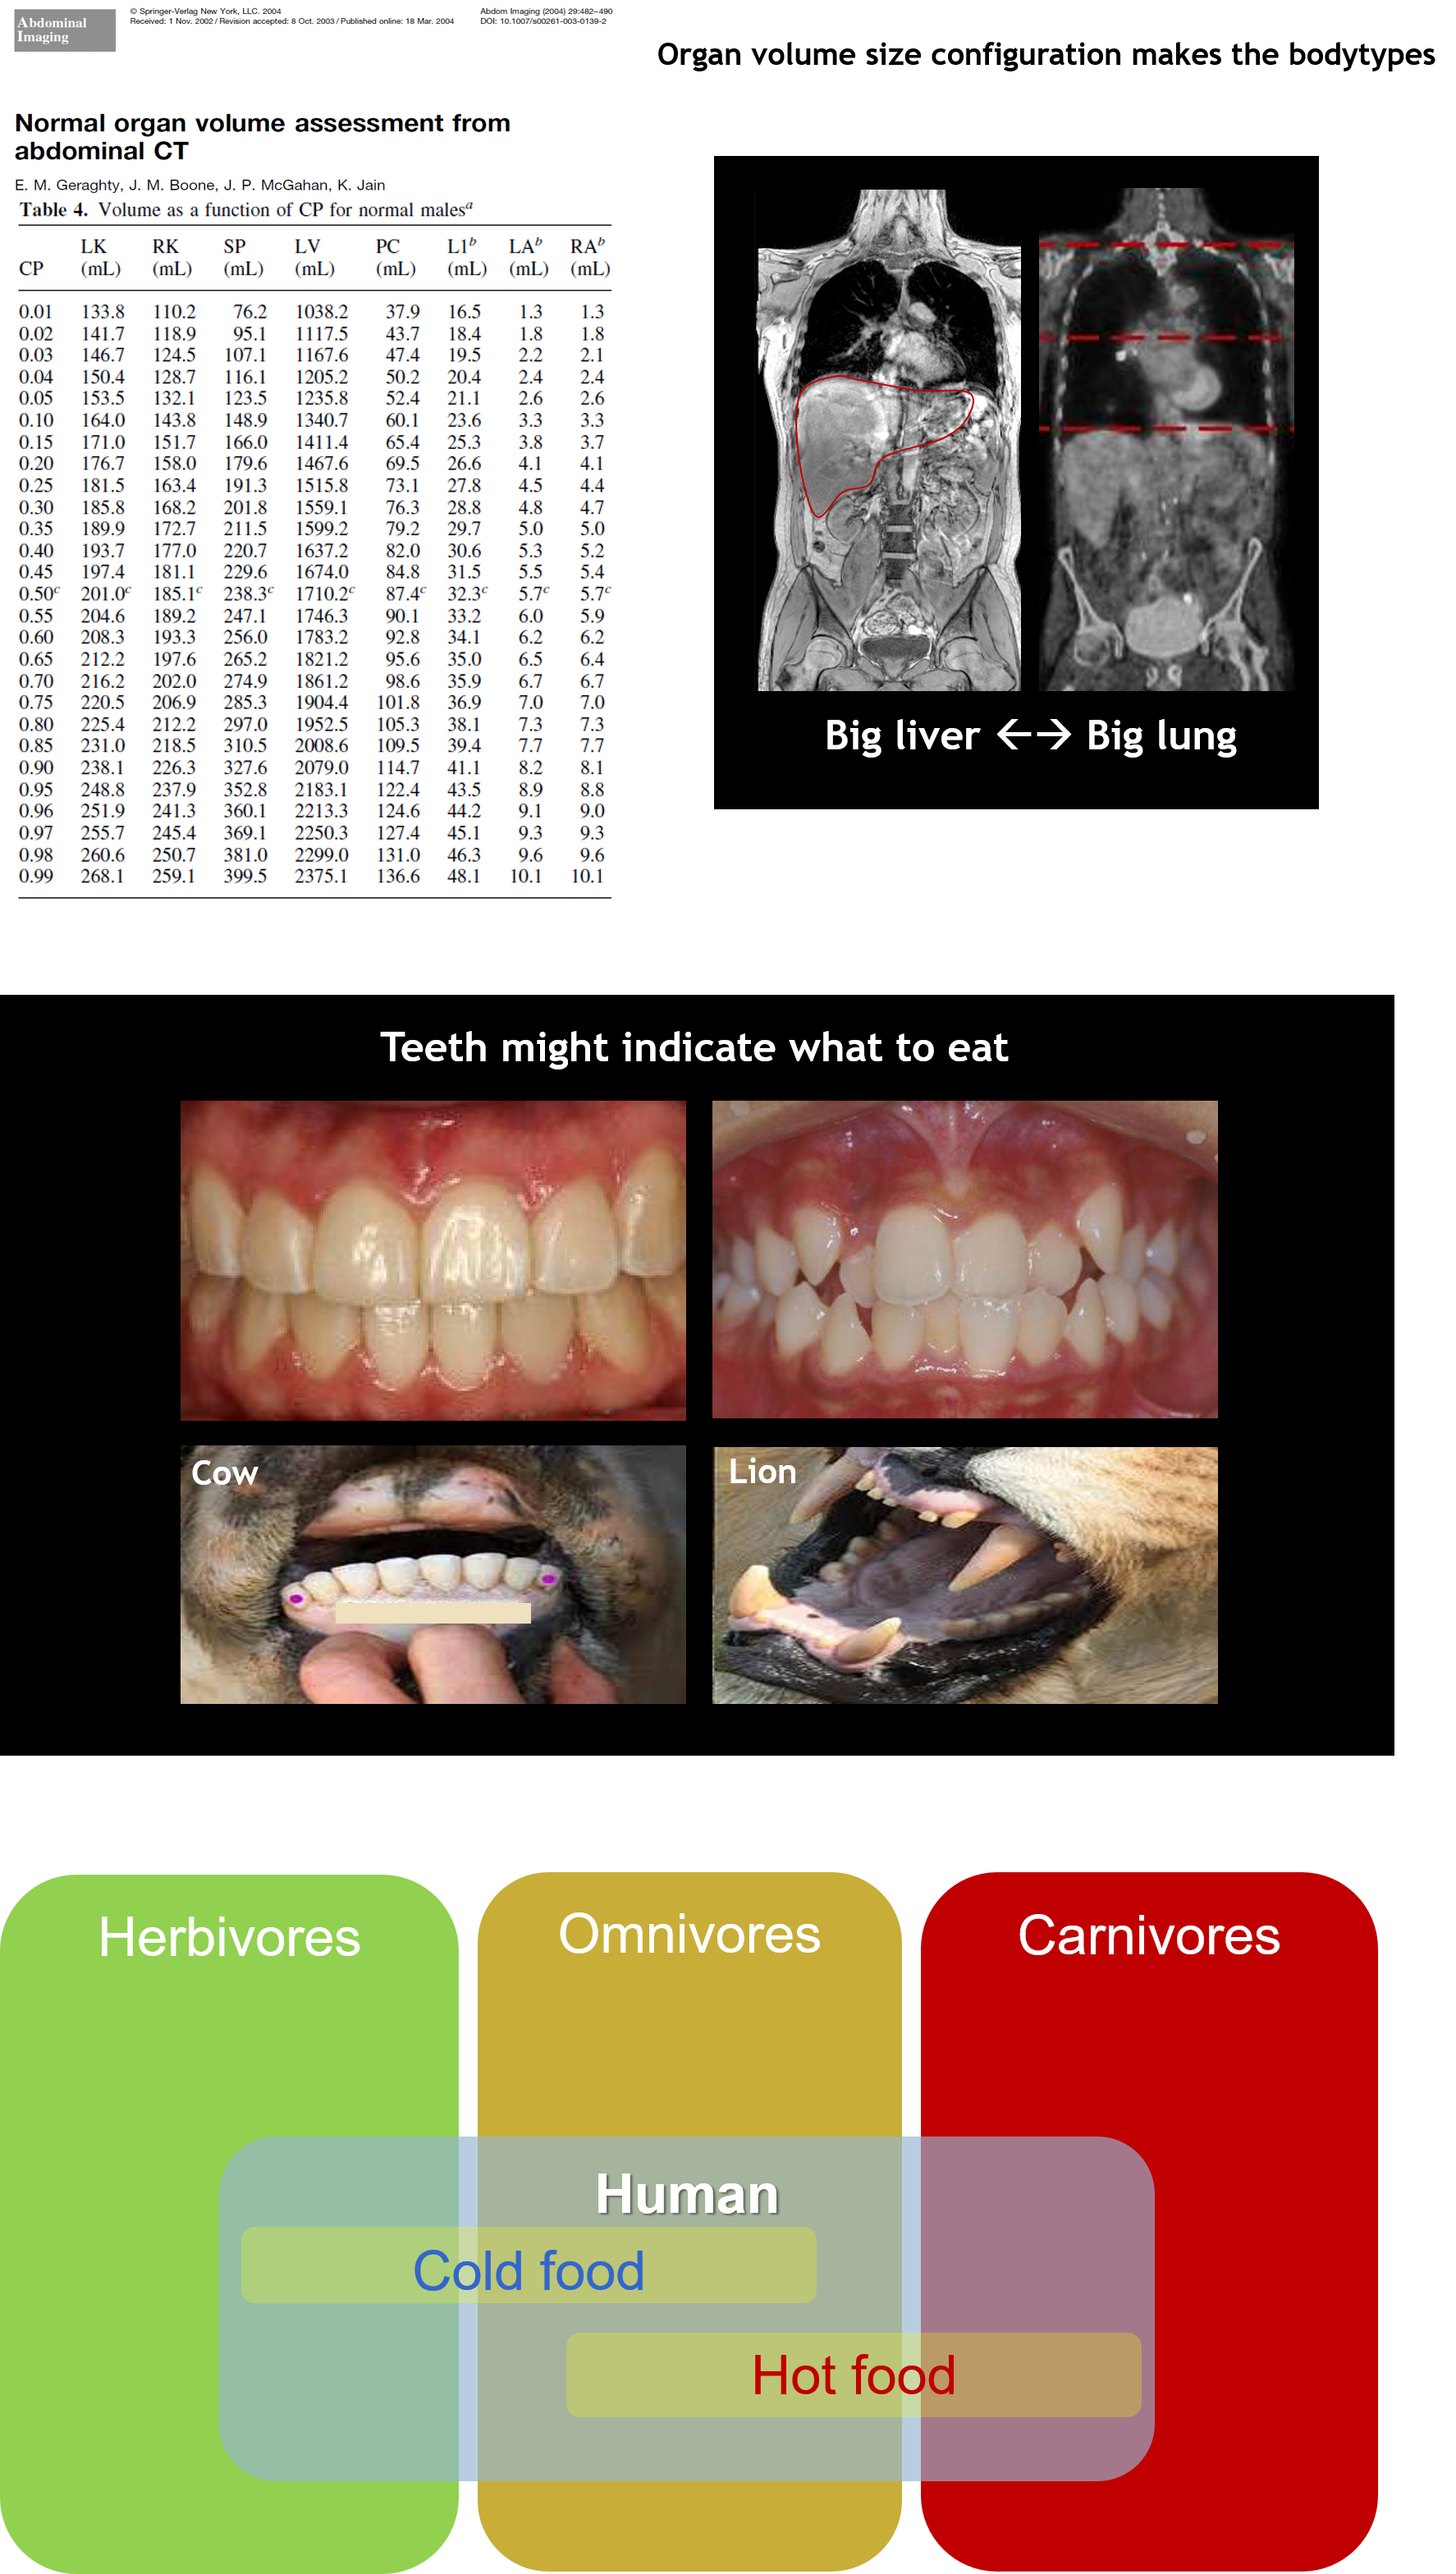 Abdominal
Imaging
© Springer-Verlag New York, LLC. 2004
Received: 1 Nov. 2002 / Revision accepted: 8 Oct. 2003 / Published online: 18 Mar. 2004
Abdom Imaging (2004) 29:482–490
DOI: 10.1007/s00261-003-0139-2
Organ volume size configuration makes the bodytypes
Normal organ volume assessment from
abdominal CT
E. M. Geraghty, J. M. Boone, J. P. McGahan, K. Jain
Table 4. Volume as a function of CP for normal males^a
LK RK SP LV PC L1^b LA^b RA^b
CP (mL) (mL) (mL) (mL) (mL) (mL) (mL) (mL)
0.01 133.8 110.2 76.2 1038.2 37.9 16.5 1.3 1.3
0.02 141.7 118.9 95.1 1117.5 43.7 18.4 1.8 1.8
0.03 146.7 124.5 107.1 1167.6 47.4 19.5 2.2 2.1
0.04 150.4 128.7 116.1 1205.2 50.2 20.4 2.4 2.4
0.05 153.5 132.1 123.5 1235.8 52.4 21.1 2.6 2.6
0.10 164.0 143.8 148.9 1340.7 60.1 23.6 3.3 3.3
0.15 171.0 151.7 166.0 1411.4 65.4 25.3 3.8 3.7
0.20 176.7 158.0 179.6 1467.6 69.5 26.6 4.1 4.1
0.25 181.5 163.4 191.3 1515.8 73.1 27.8 4.5 4.4
0.30 185.8 168.2 201.8 1559.1 76.3 28.8 4.8 4.7
0.35 189.9 172.7 211.5 1599.2 79.2 29.7 5.0 5.0
0.40 193.7 177.0 220.7 1637.2 82.0 30.6 5.3 5.2
0.45 197.4 181.1 229.6 1674.0 84.8 31.5 5.5 5.4
0.50^c 201.0^c 185.1^c 238.3^c 1710.2^c 87.4^c 32.3^c 5.7^c 5.7^c
0.55 204.6 189.2 247.1 1746.3 90.1 33.2 6.0 5.9
0.60 208.3 193.3 256.0 1783.2 92.8 34.1 6.2 6.2
0.65 212.2 197.6 265.2 1821.2 95.6 35.0 6.5 6.4
0.70 216.2 202.0 274.9 1861.2 98.6 35.9 6.7 6.7
0.75 220.5 206.9 285.3 1904.4 101.8 36.9 7.0 7.0
0.80 225.4 212.2 297.0 1952.5 105.3 38.1 7.3 7.3
0.85 231.0 218.5 310.5 2008.6 109.5 39.4 7.7 7.7
0.90 238.1 226.3 327.6 2079.0 114.7 41.1 8.2 8.1
0.95 248.8 237.9 352.8 2183.1 122.4 43.5 8.9 8.8
0.96 251.9 241.3 360.1 2213.3 124.6 44.2 9.1 9.0
0.97 255.7 245.4 369.1 2250.3 127.4 45.1 9.3 9.3
0.98 260.6 250.7 381.0 2299.0 131.0 46.3 9.6 9.6
0.99 268.1 259.1 399.5 2375.1 136.6 48.1 10.1 10.1
Big liver ←→ Big lung
Teeth might indicate what to eat
Cow
Lion
Herbivores
Omnivores
Carnivores
Human
Cold food
Hot food